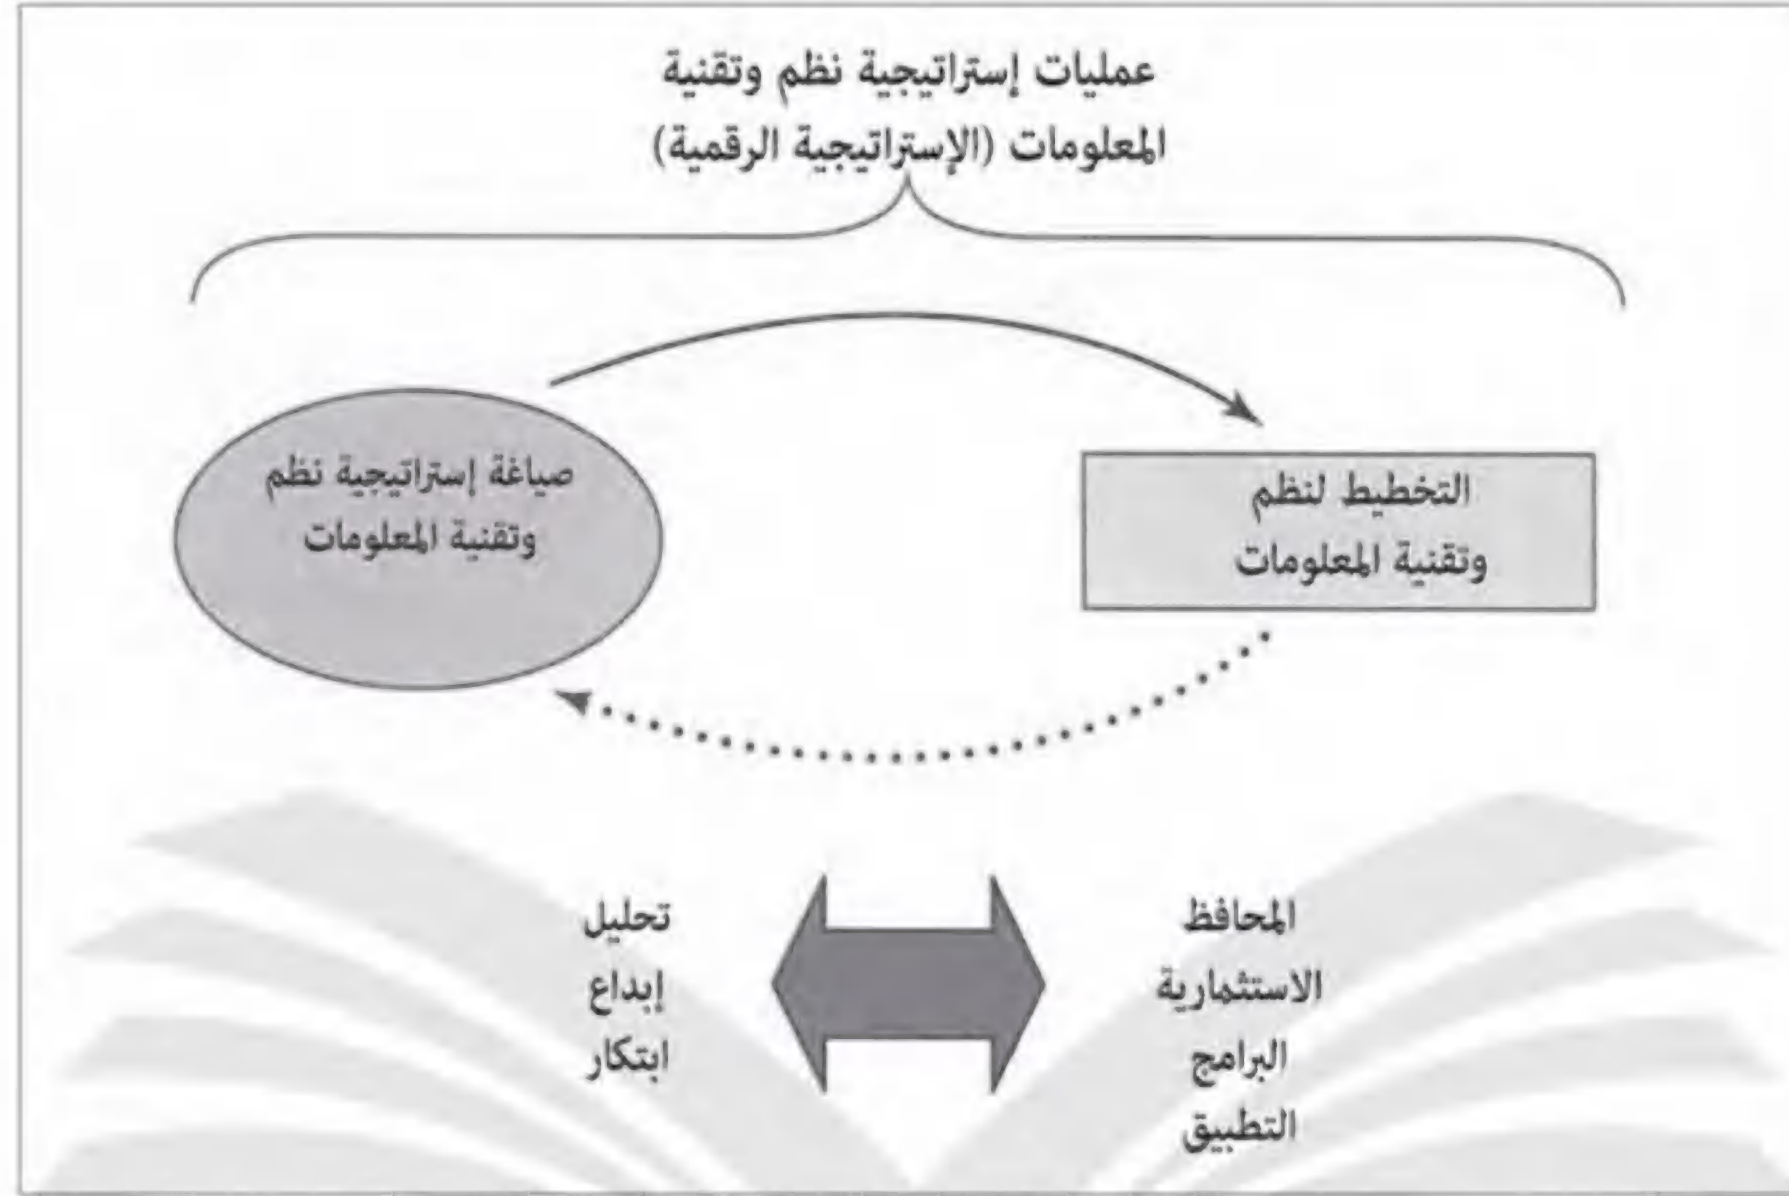 عمليات إستراتيجية نظم وتقنية
المعلومات (الإستراتيجية الرقمية)
التخطيط لنظم
وتقنية المعلومات
صياغة إستراتيجية نظم
وتقنية المعلومات
المحافظ
الاستثمارية
البرامج
التطبيق
تحليل
إبداع
ابتكار